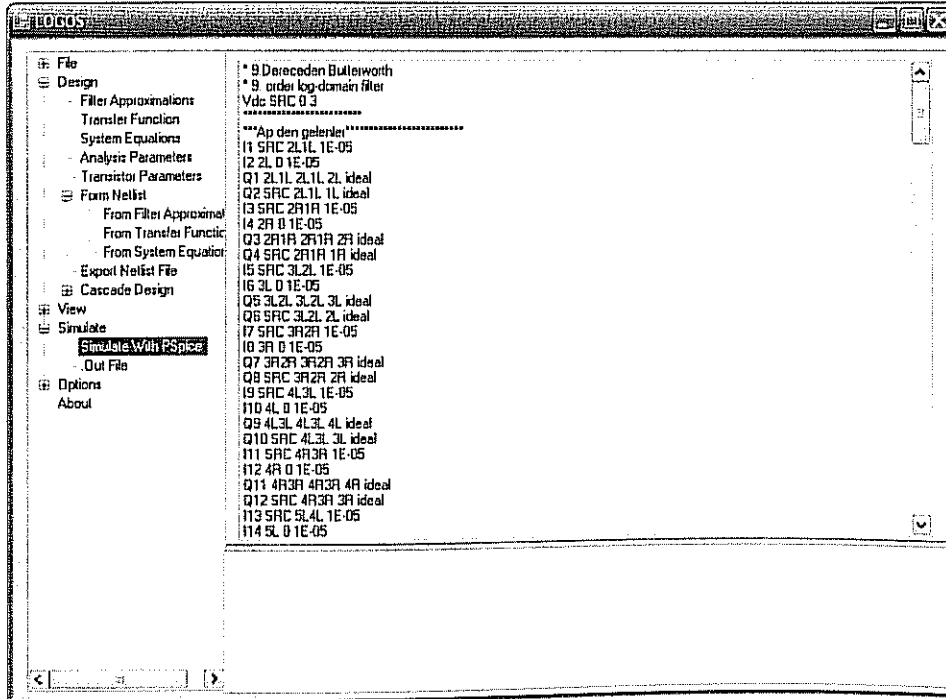 LOGOS
File
Design
Filter Approximations
Transfer Function
System Equations
Analysis Parameters
Transistor Parameters
Form Netlist
From Filter Approximat
From Transfer Functic
From System Equation
Export Netlist File
Cascade Design
View
Simulate
Simulate With PSpice
.Out File
Options
About
* 9.Dereceden Butterworth
* 9. order log-domain filter
Vdc SRC 0 3
************************
***Ap den gelenler************************
I1 SRC 2L1L 1E-05
I2 2L 0 1E-05
Q1 2L1L 2L1L 2L ideal
Q2 SRC 2L1L 1L ideal
I3 SRC 2R1R 1E-05
I4 2R 0 1E-05
Q3 2R1R 2R1R 2R ideal
Q4 SRC 2R1R 1R ideal
I5 SRC 3L2L 1E-05
I6 3L 0 1E-05
Q5 3L2L 3L2L 3L ideal
Q6 SRC 3L2L 2L ideal
I7 SRC 3R2R 1E-05
I8 3R 0 1E-05
Q7 3R2R 3R2R 3R ideal
Q8 SRC 3R2R 2R ideal
I9 SRC 4L3L 1E-05
I10 4L 0 1E-05
Q9 4L3L 4L3L 4L ideal
Q10 SRC 4L3L 3L ideal
I11 SRC 4R3R 1E-05
I12 4R 0 1E-05
Q11 4R3R 4R3R 4R ideal
Q12 SRC 4R3R 3R ideal
I13 SRC 5L4L 1E-05
I14 5L 0 1E-05